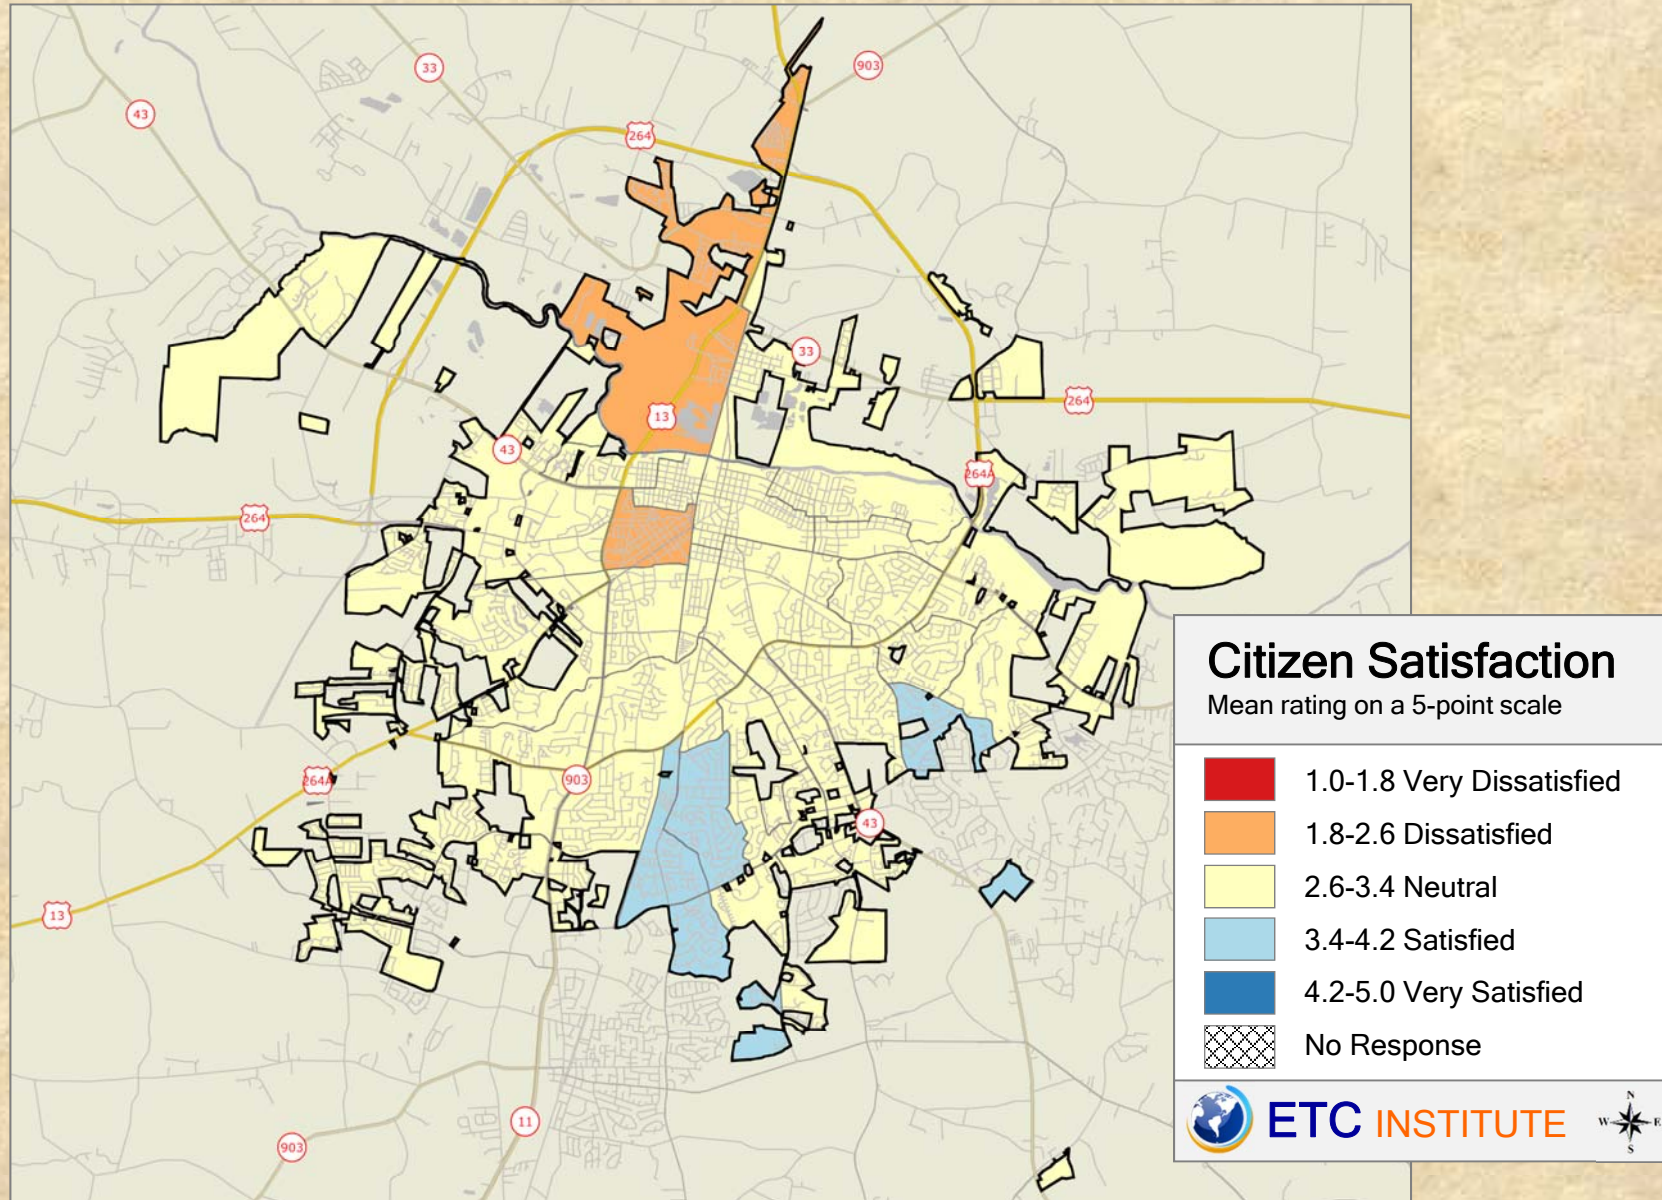 33
903
43
264
33
264
13
43
264A
264
903
264A
43
13
11
903
Citizen Satisfaction
Mean rating on a 5-point scale
1.0-1.8 Very Dissatisfied
1.8-2.6 Dissatisfied
2.6-3.4 Neutral
3.4-4.2 Satisfied
4.2-5.0 Very Satisfied
No Response
ETC INSTITUTE
N
W E
S